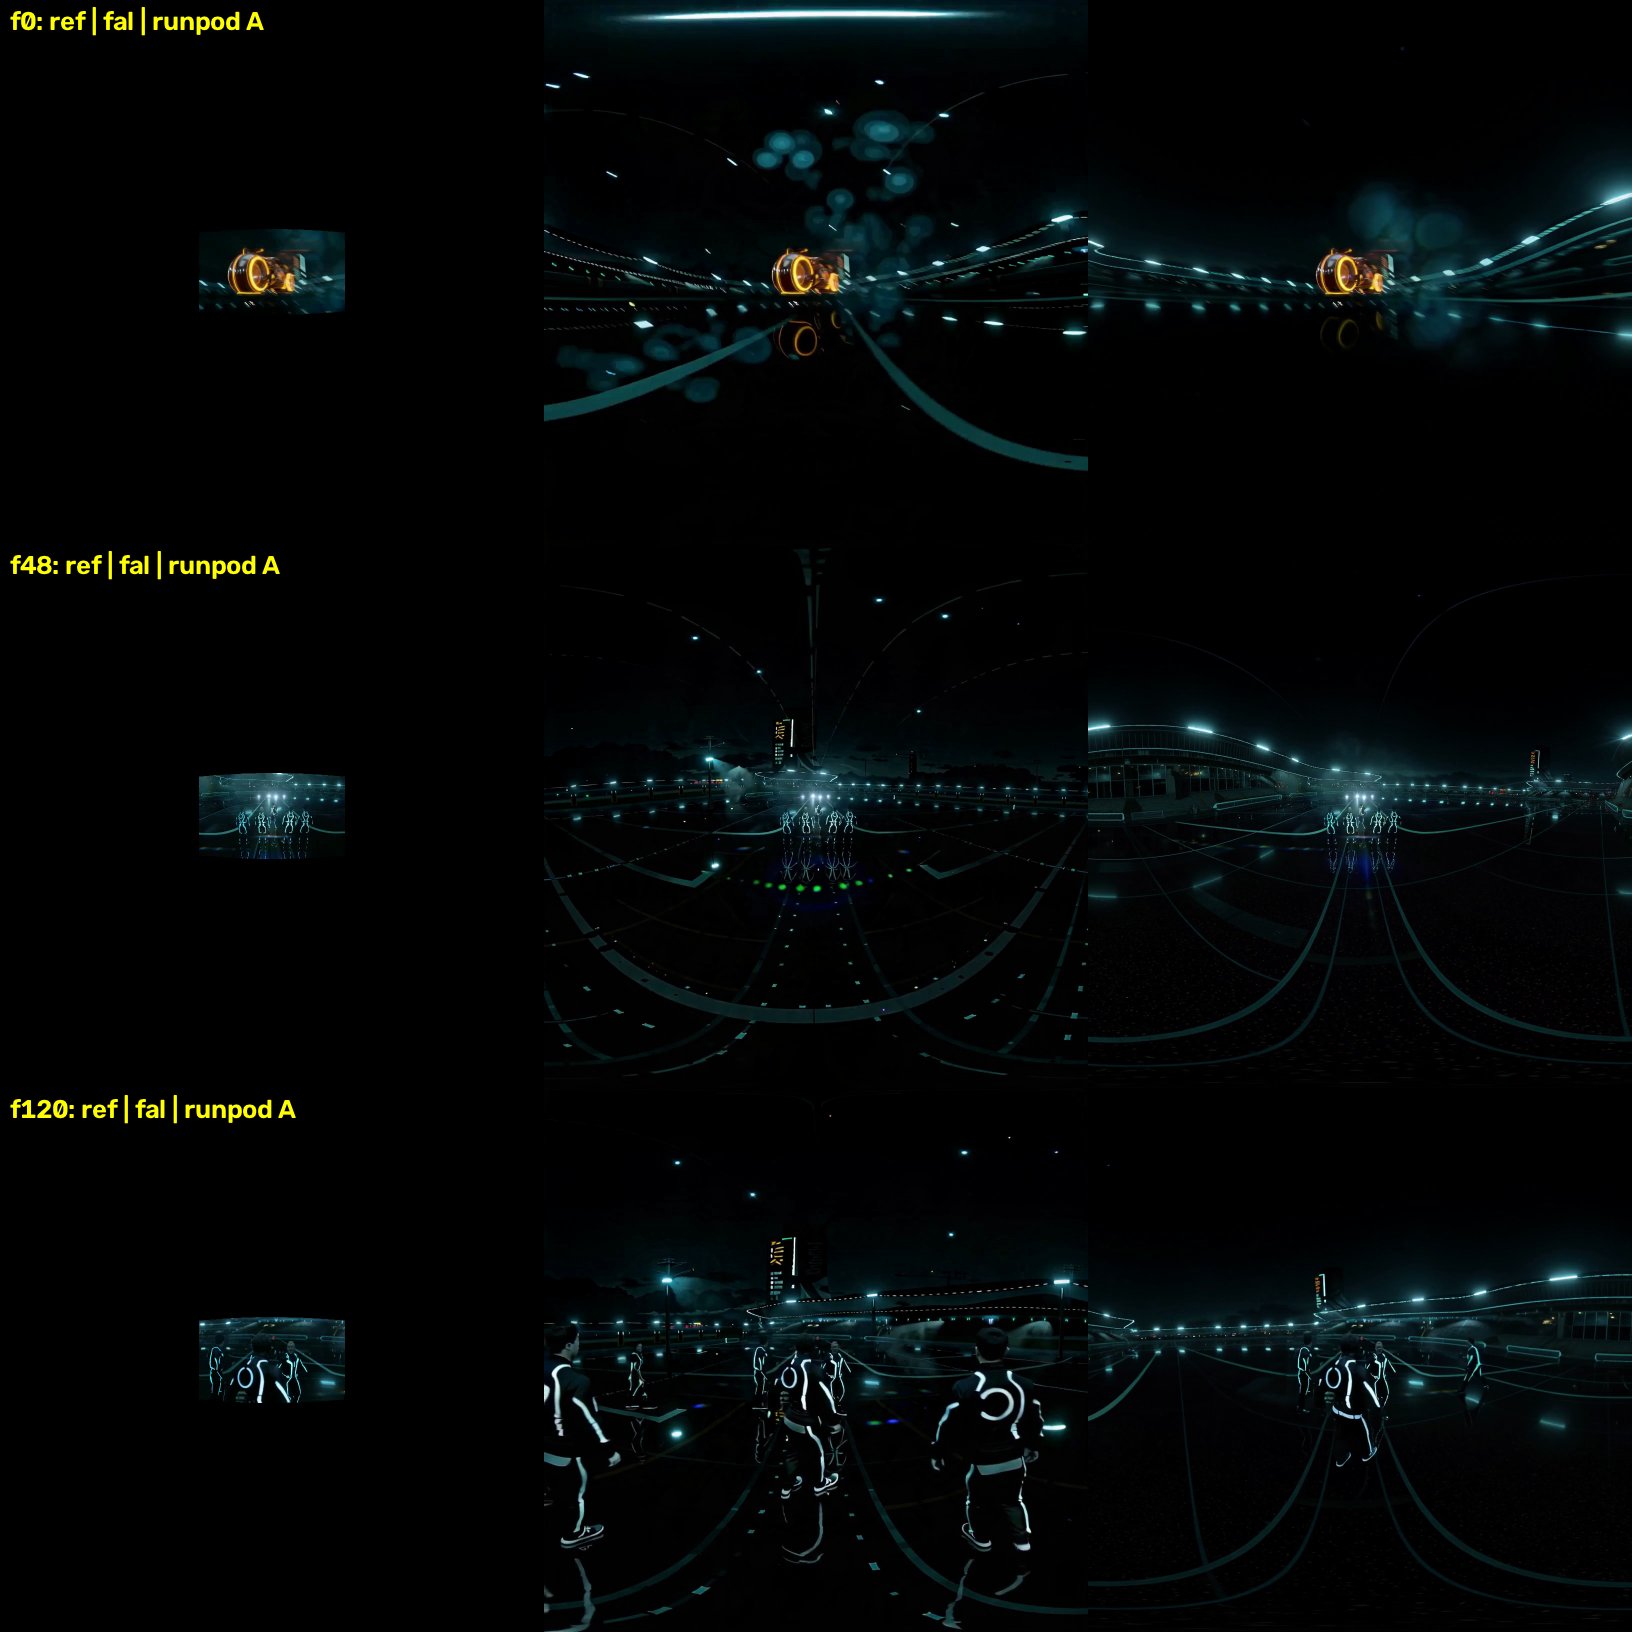 f0: ref | fal | runpod A
f48: ref | fal | runpod A
f120: ref | fal | runpod A